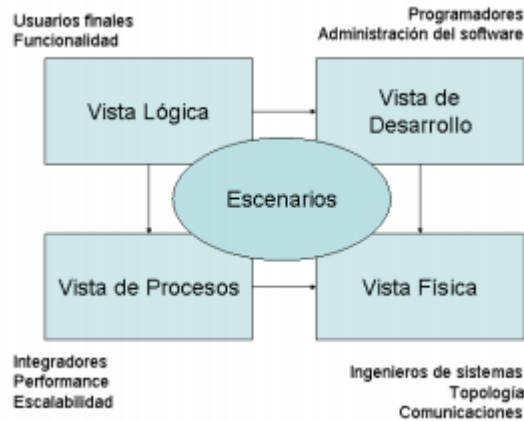 Usuarios finales
Funcionalidad
Programadores
Administración del software
Vista Lógica
Vista de
Desarrollo
Escenarios
Vista de Procesos
Vista Física
Integradores
Performance
Escalabilidad
Ingenieros de sistemas
Topología
Comunicaciones